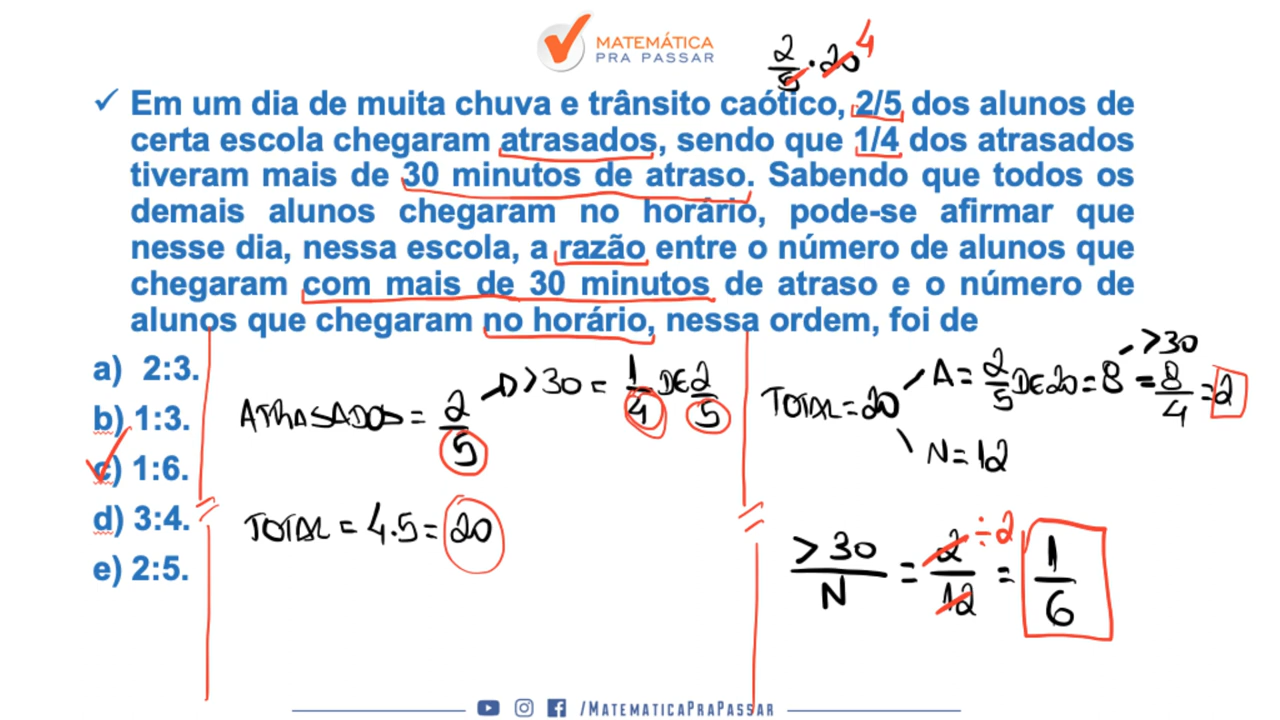 MATEMÁTICA
PRA PASSAR
2/5 · 20 4
✓ Em um dia de muita chuva e trânsito caótico, 2/5 dos alunos de
certa escola chegaram atrasados, sendo que 1/4 dos atrasados
tiveram mais de 30 minutos de atraso. Sabendo que todos os
demais alunos chegaram no horário, pode-se afirmar que
nesse dia, nessa escola, a razão entre o número de alunos que
chegaram com mais de 30 minutos de atraso e o número de
alunos que chegaram no horário, nessa ordem, foi de
a) 2:3.
b) 1:3.
c) 1:6.
d) 3:4.
e) 2:5.
ATRASADOS = 2/5 → >30 = 1/4 DE 2/5
TOTAL = 4.5 = 20
>30
TOTAL = 20 A = 2/5 DE 20 = 8 = 8/4 = 2
N = 12
>30/N = 2/12 ÷2 = 1/6
/MATEMATICAPRAPASSAR